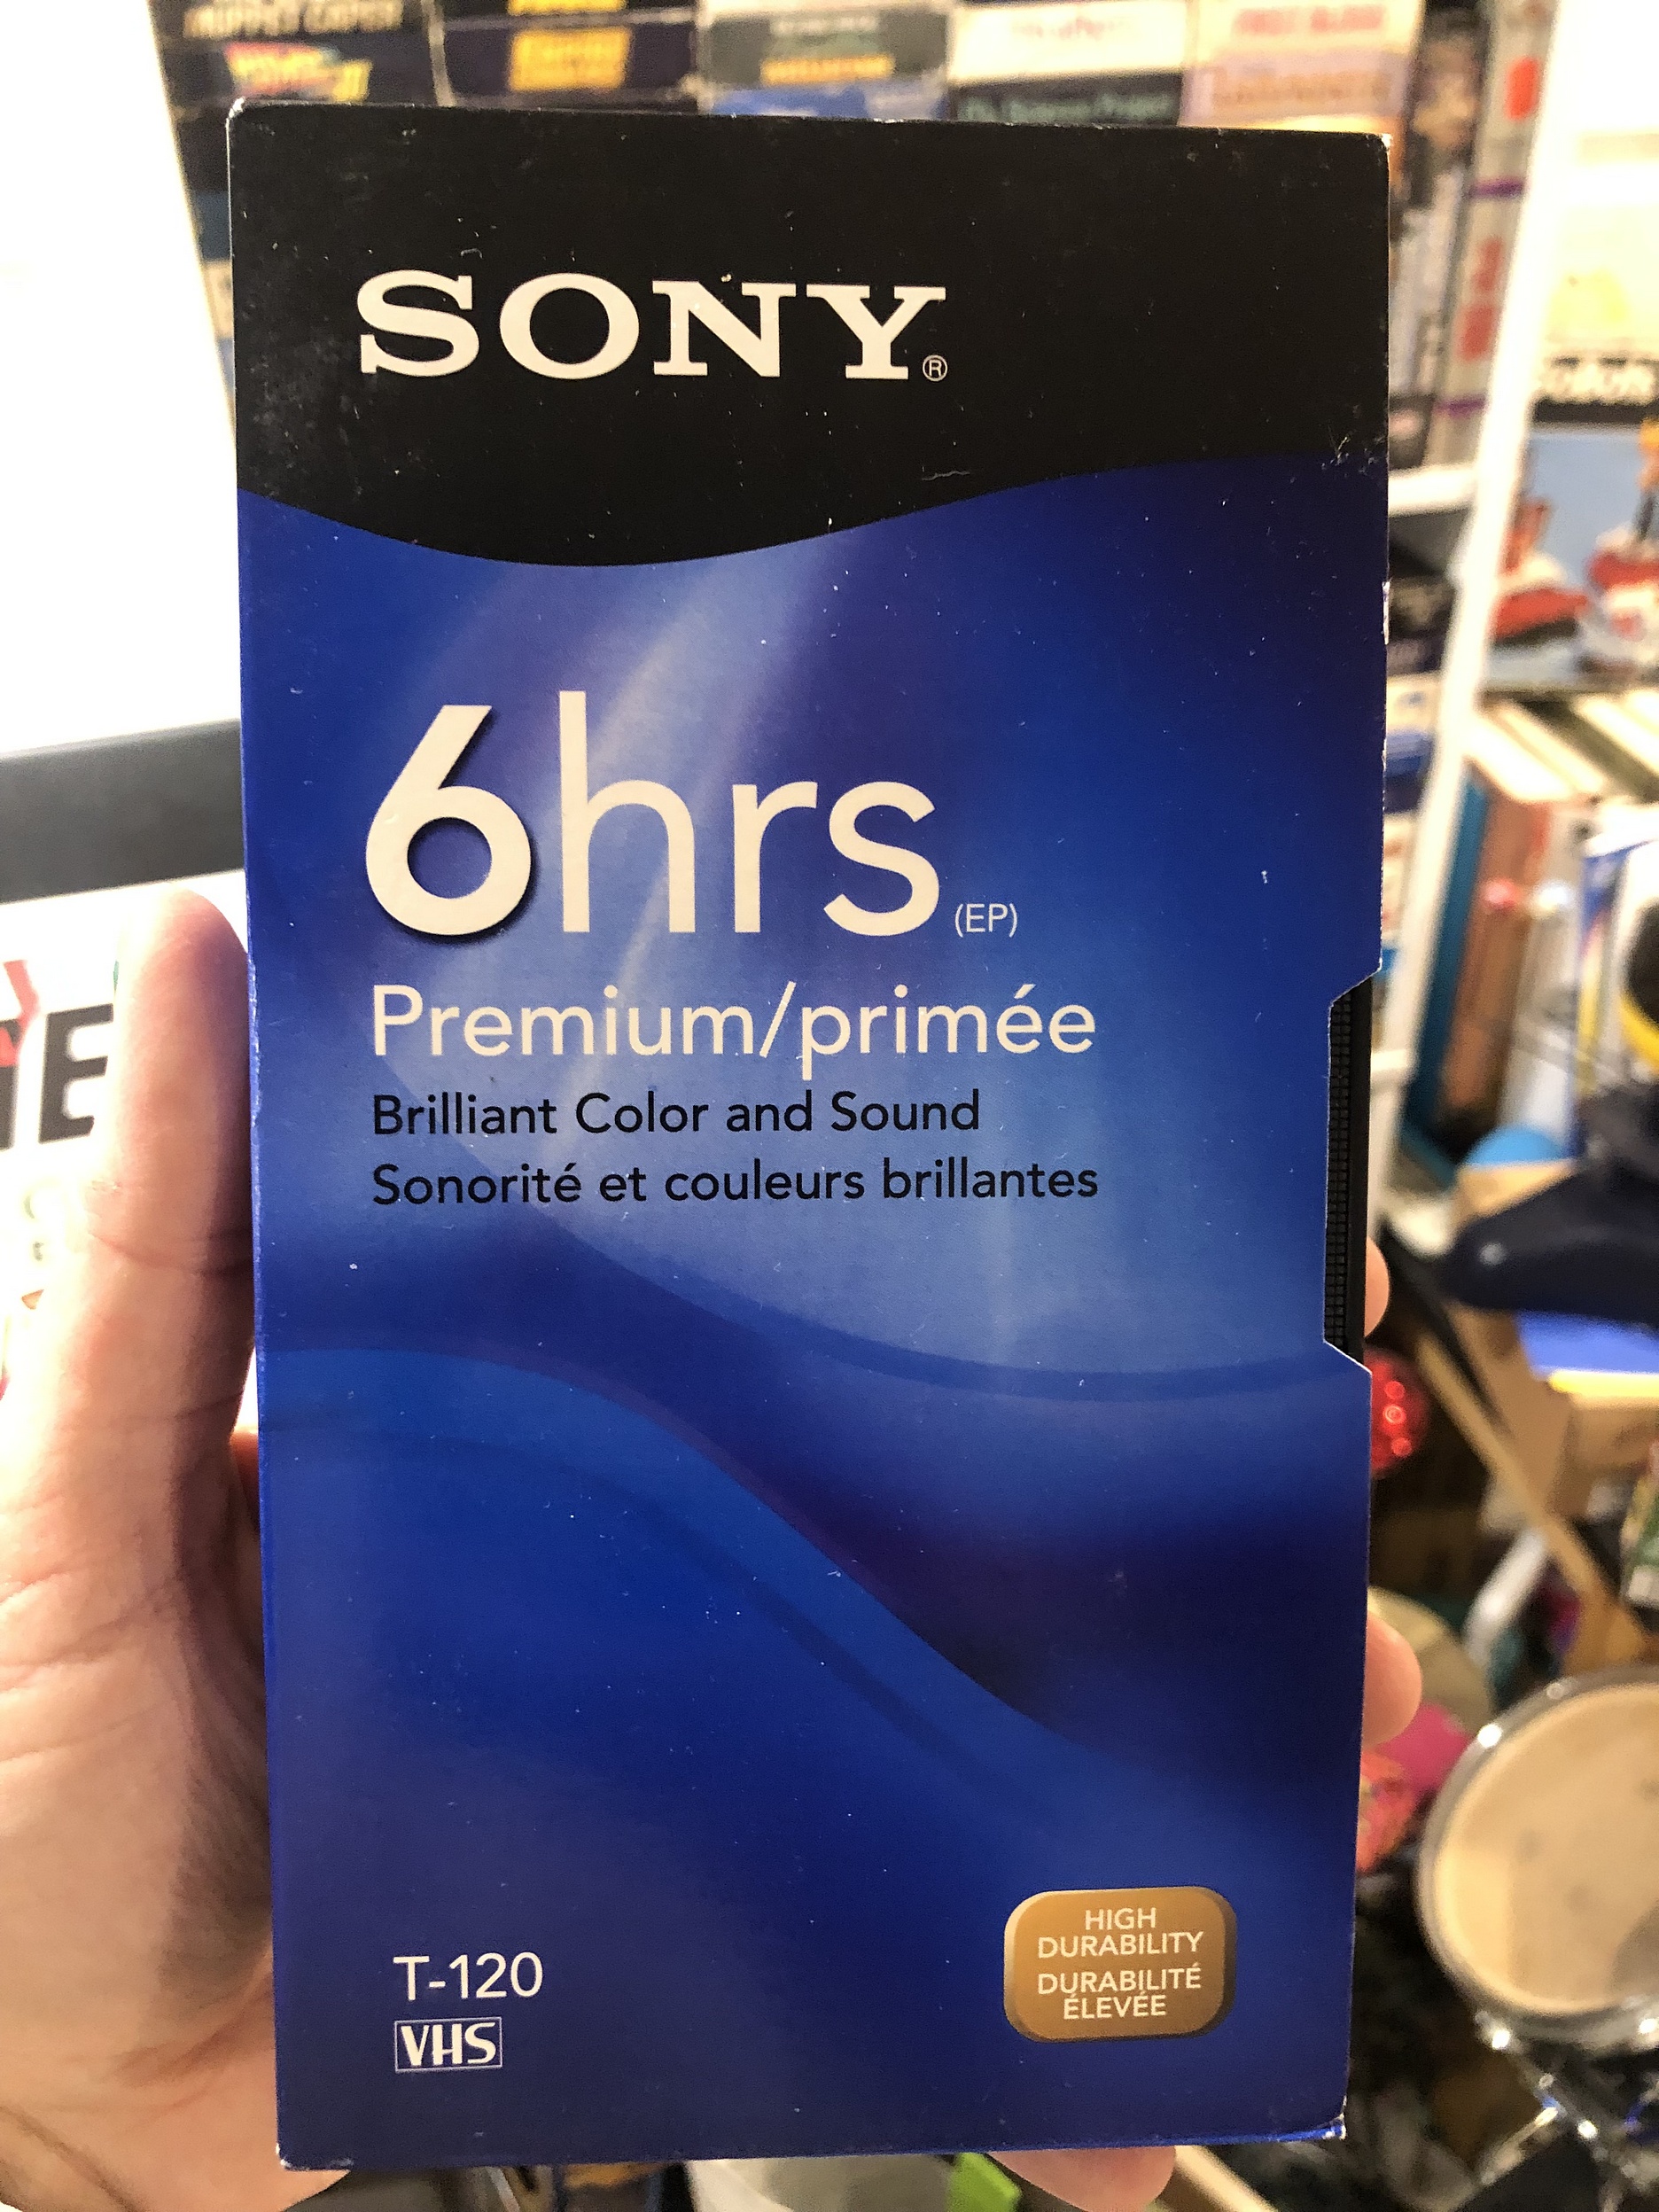 SONY®
6hrs (EP)
Premium/primée
Brilliant Color and Sound
Sonorité et couleurs brillantes
T-120
VHS
HIGH
DURABILITY
DURABILITÉ
ÉLEVÉE